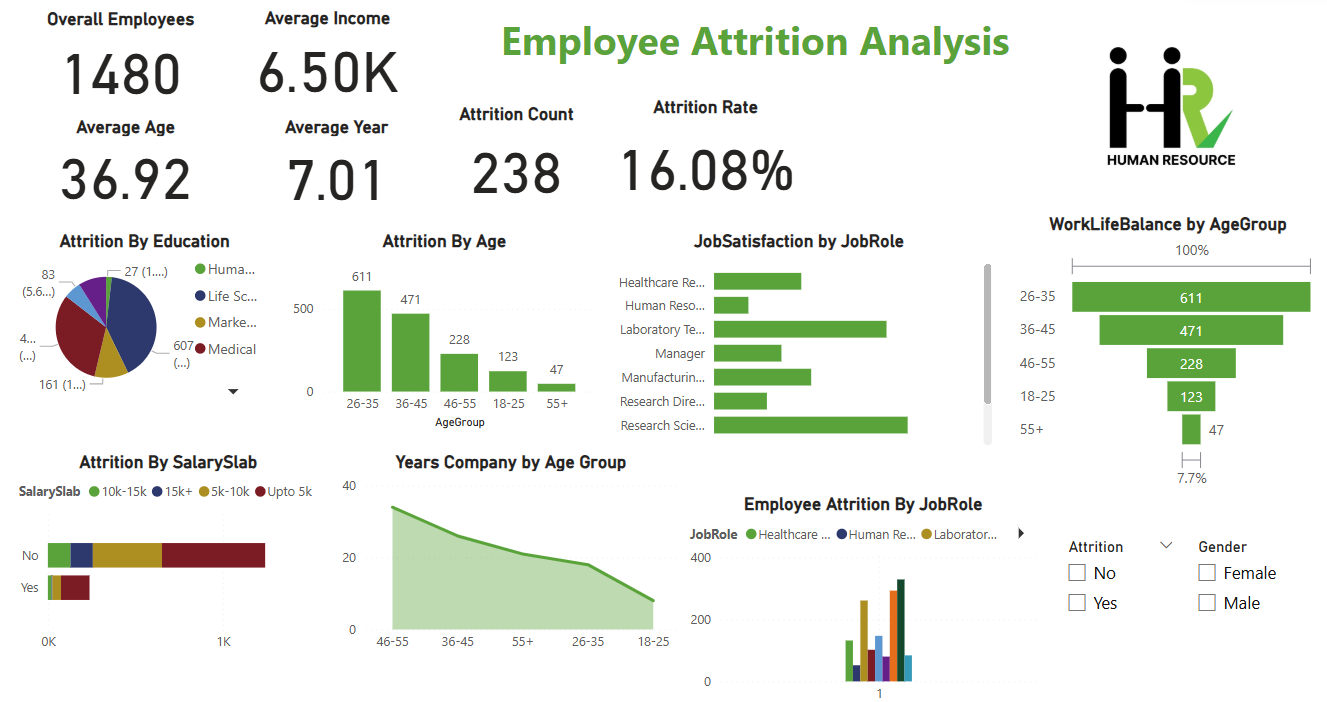 Employee Attrition Analysis
Overall Employees
1480
Average Income
6.50K
Average Age
36.92
Average Year
7.01
Attrition Count
238
Attrition Rate
16.08%
HR
HUMAN RESOURCE
Attrition By Education
27 (1....)
83
(5.6...
4...
(...)
161 (1...)
607
(...)
Huma...
Life Sc...
Marke...
Medical
Attrition By Age
500
0
611
471
228
123
47
26-35 36-45 46-55 18-25 55+
AgeGroup
JobSatisfaction by JobRole
Healthcare Re...
Human Reso...
Laboratory Te...
Manager
Manufacturin...
Research Dire...
Research Scie...
WorkLifeBalance by AgeGroup
100%
26-35 611
36-45 471
46-55 228
18-25 123
55+ 47
7.7%
Attrition By SalarySlab
SalarySlab 10k-15k 15k+ 5k-10k Upto 5k
No
Yes
0K 1K
Years Company by Age Group
40
20
0
46-55 36-45 55+ 26-35 18-25
Employee Attrition By JobRole
JobRole Healthcare ... Human Re... Laborator...
400
200
0
1
Attrition
No
Yes
Gender
Female
Male